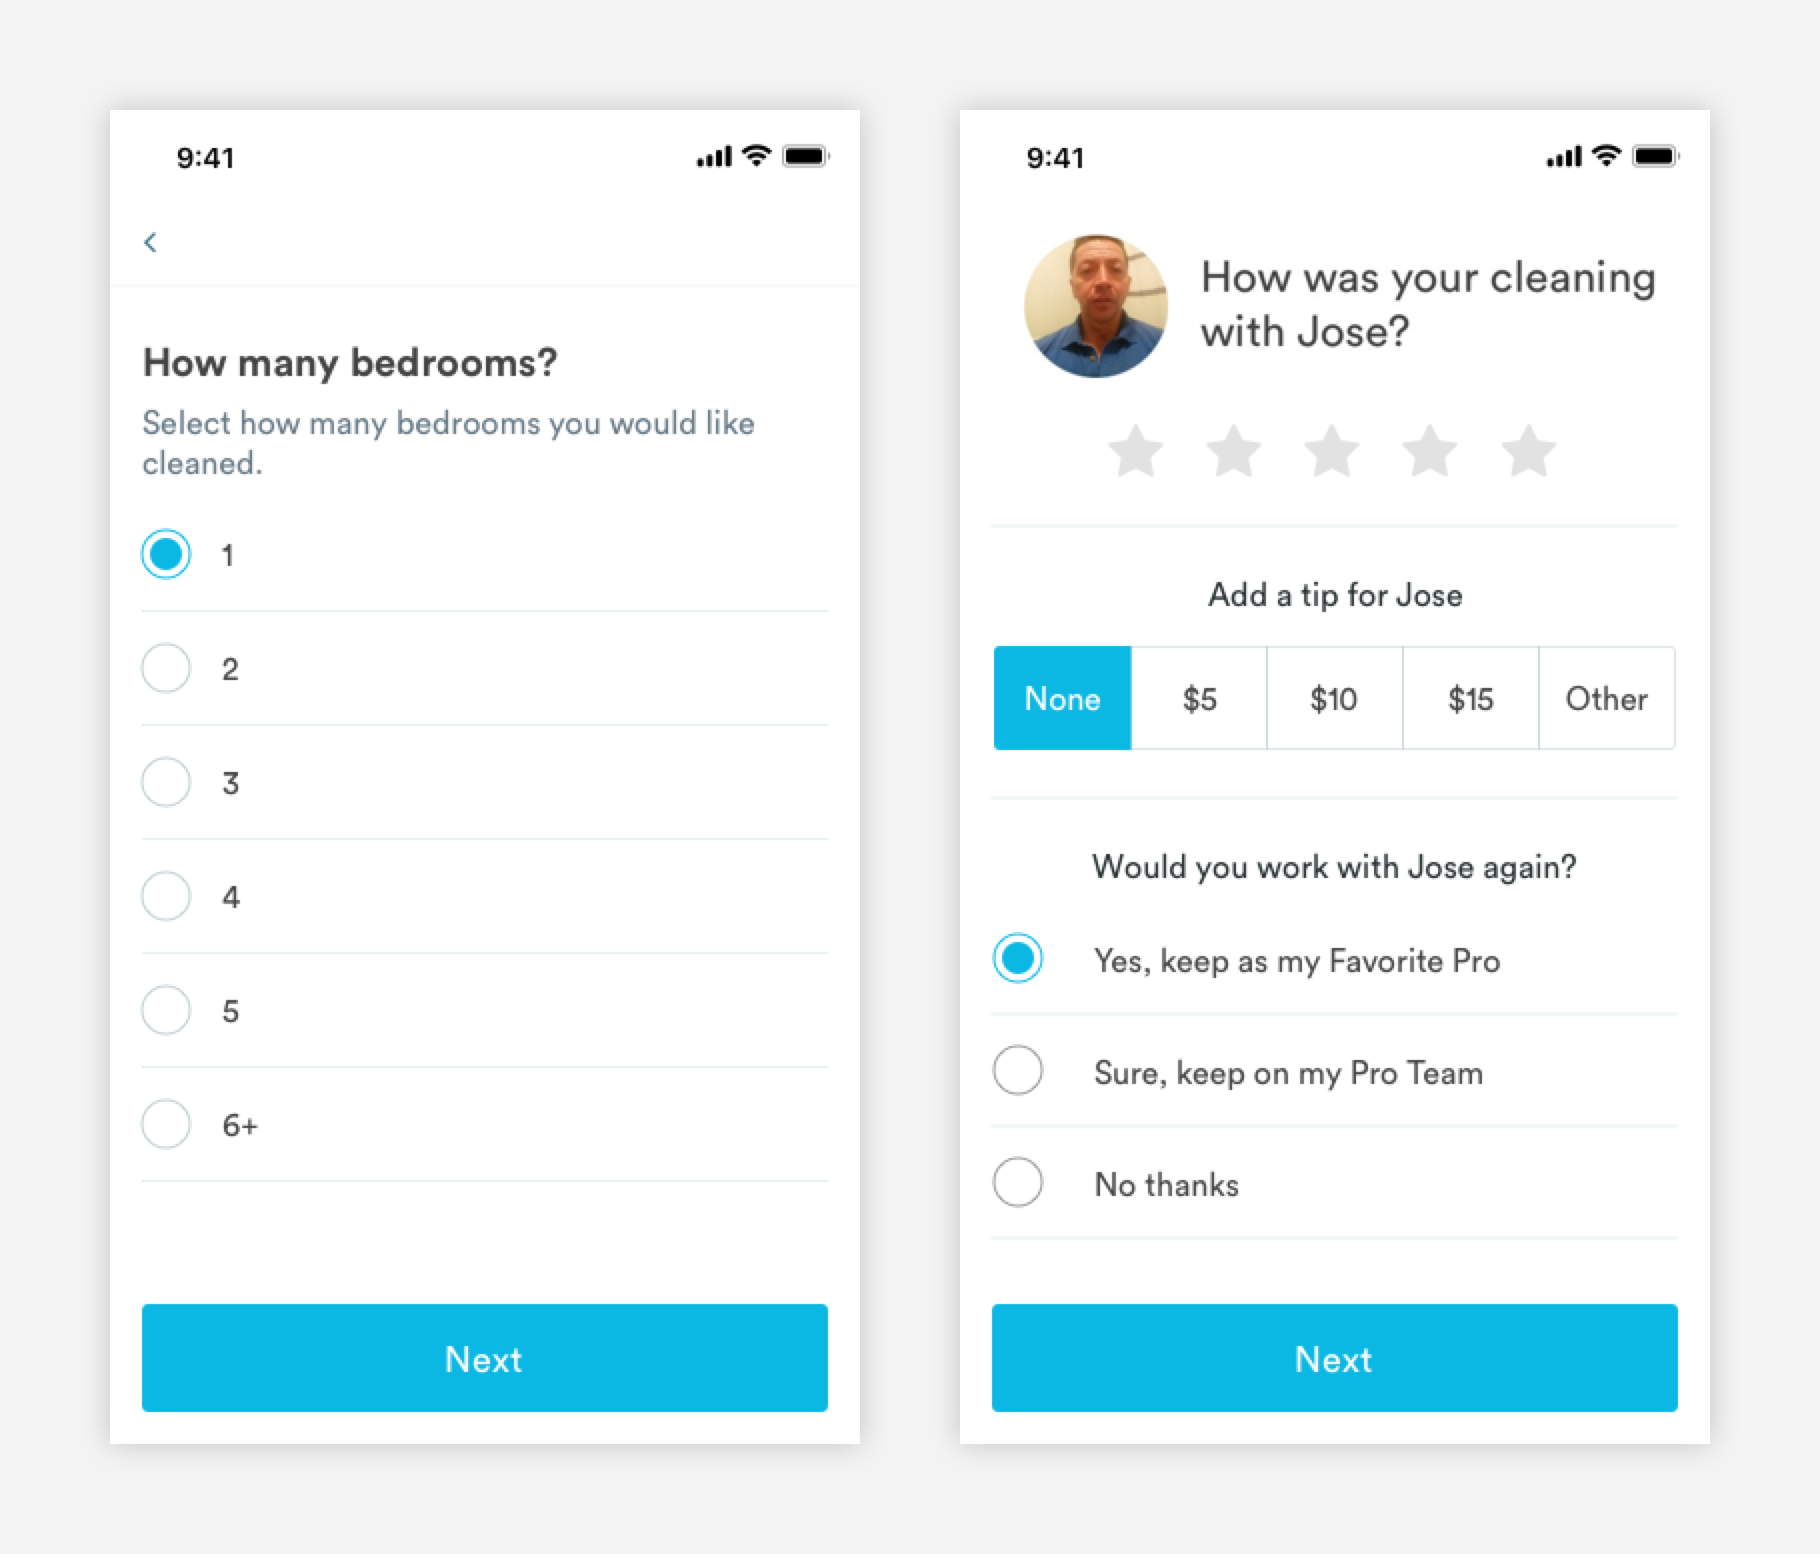 9:41
How many bedrooms?
Select how many bedrooms you would like
cleaned.
1
2
3
4
5
6+
Next
9:41
How was your cleaning
with Jose?
Add a tip for Jose
None $5 $10 $15 Other
Would you work with Jose again?
Yes, keep as my Favorite Pro
Sure, keep on my Pro Team
No thanks
Next